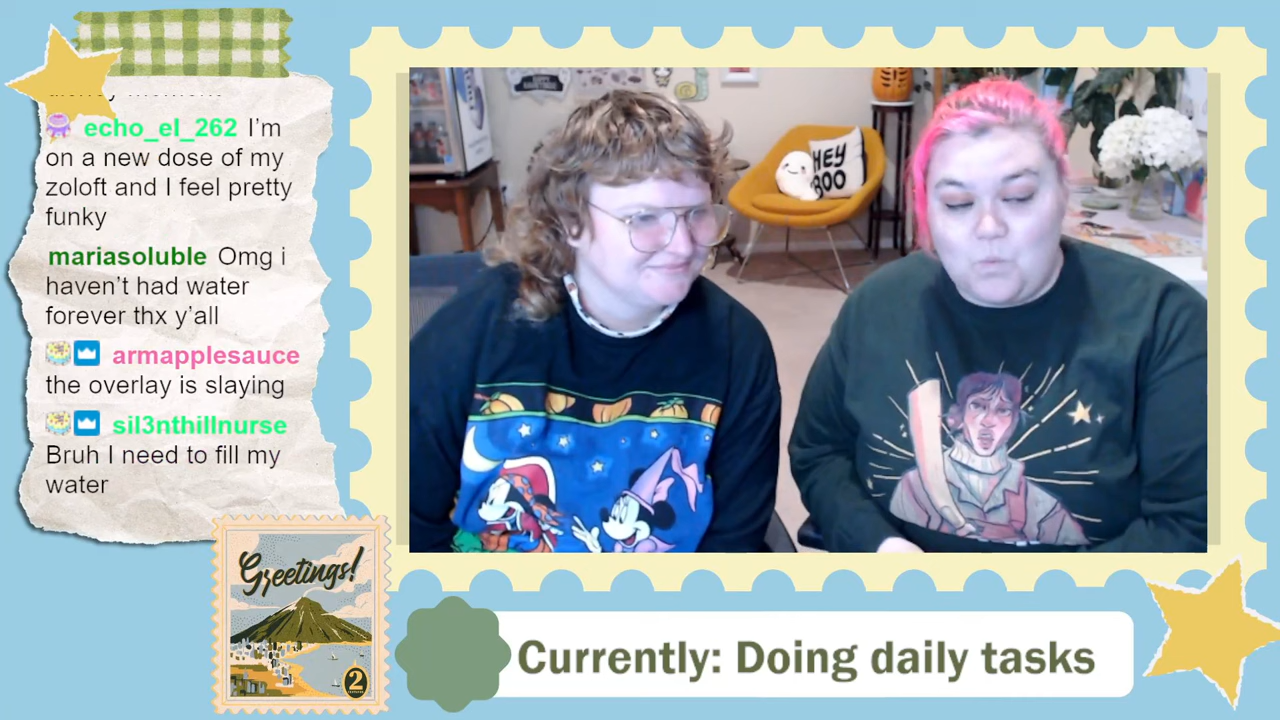 echo_el_262 I'm
on a new dose of my
zoloft and I feel pretty
funky
mariasoluble Omg i
haven't had water
forever thx y'all
armapplesauce
the overlay is slaying
sil3nthillnurse
Bruh I need to fill my
water
HEY
BOO
Greetings!
2
Currently: Doing daily tasks